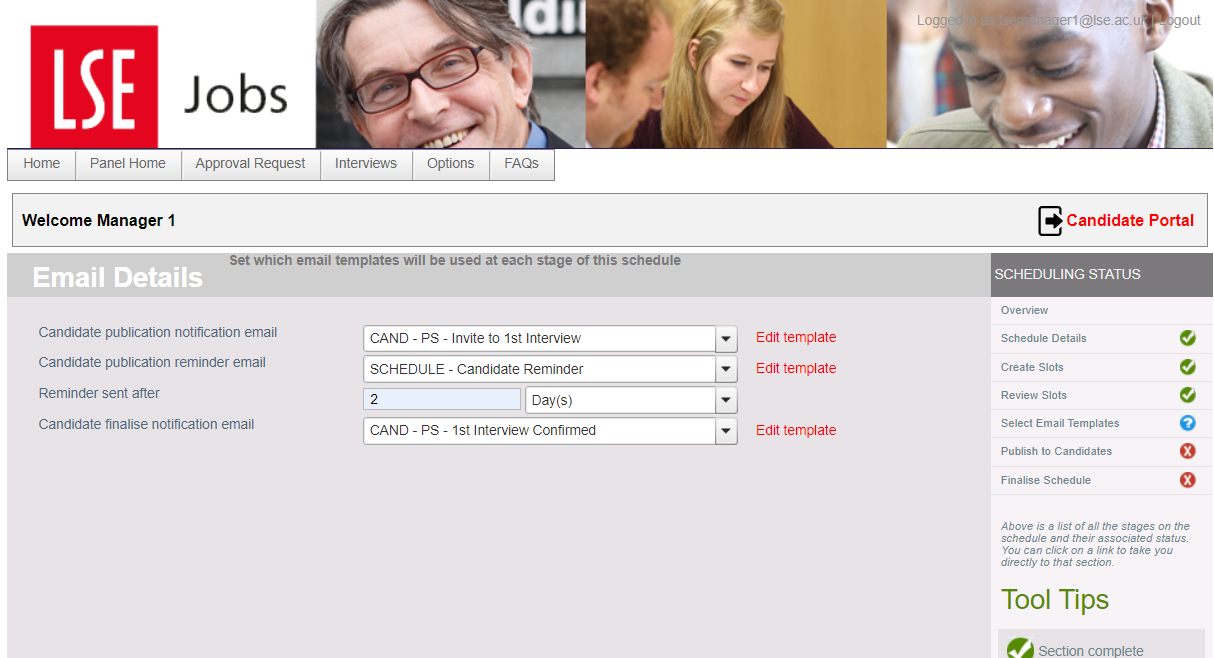 LSE
Jobs
Logged in as lsemanager1@lse.ac.uk | Logout
Home
Panel Home
Approval Request
Interviews
Options
FAQs
Welcome Manager 1
Candidate Portal
Email Details
Set which email templates will be used at each stage of this schedule
Candidate publication notification email
CAND - PS - Invite to 1st Interview
Edit template
Candidate publication reminder email
SCHEDULE - Candidate Reminder
Edit template
Reminder sent after
2
Day(s)
Candidate finalise notification email
CAND - PS - 1st Interview Confirmed
Edit template
SCHEDULING STATUS
Overview
Schedule Details
Create Slots
Review Slots
Select Email Templates
Publish to Candidates
Finalise Schedule
Above is a list of all the stages on the
schedule and their associated status.
You can click on a link to take you
directly to that section.
Tool Tips
Section complete